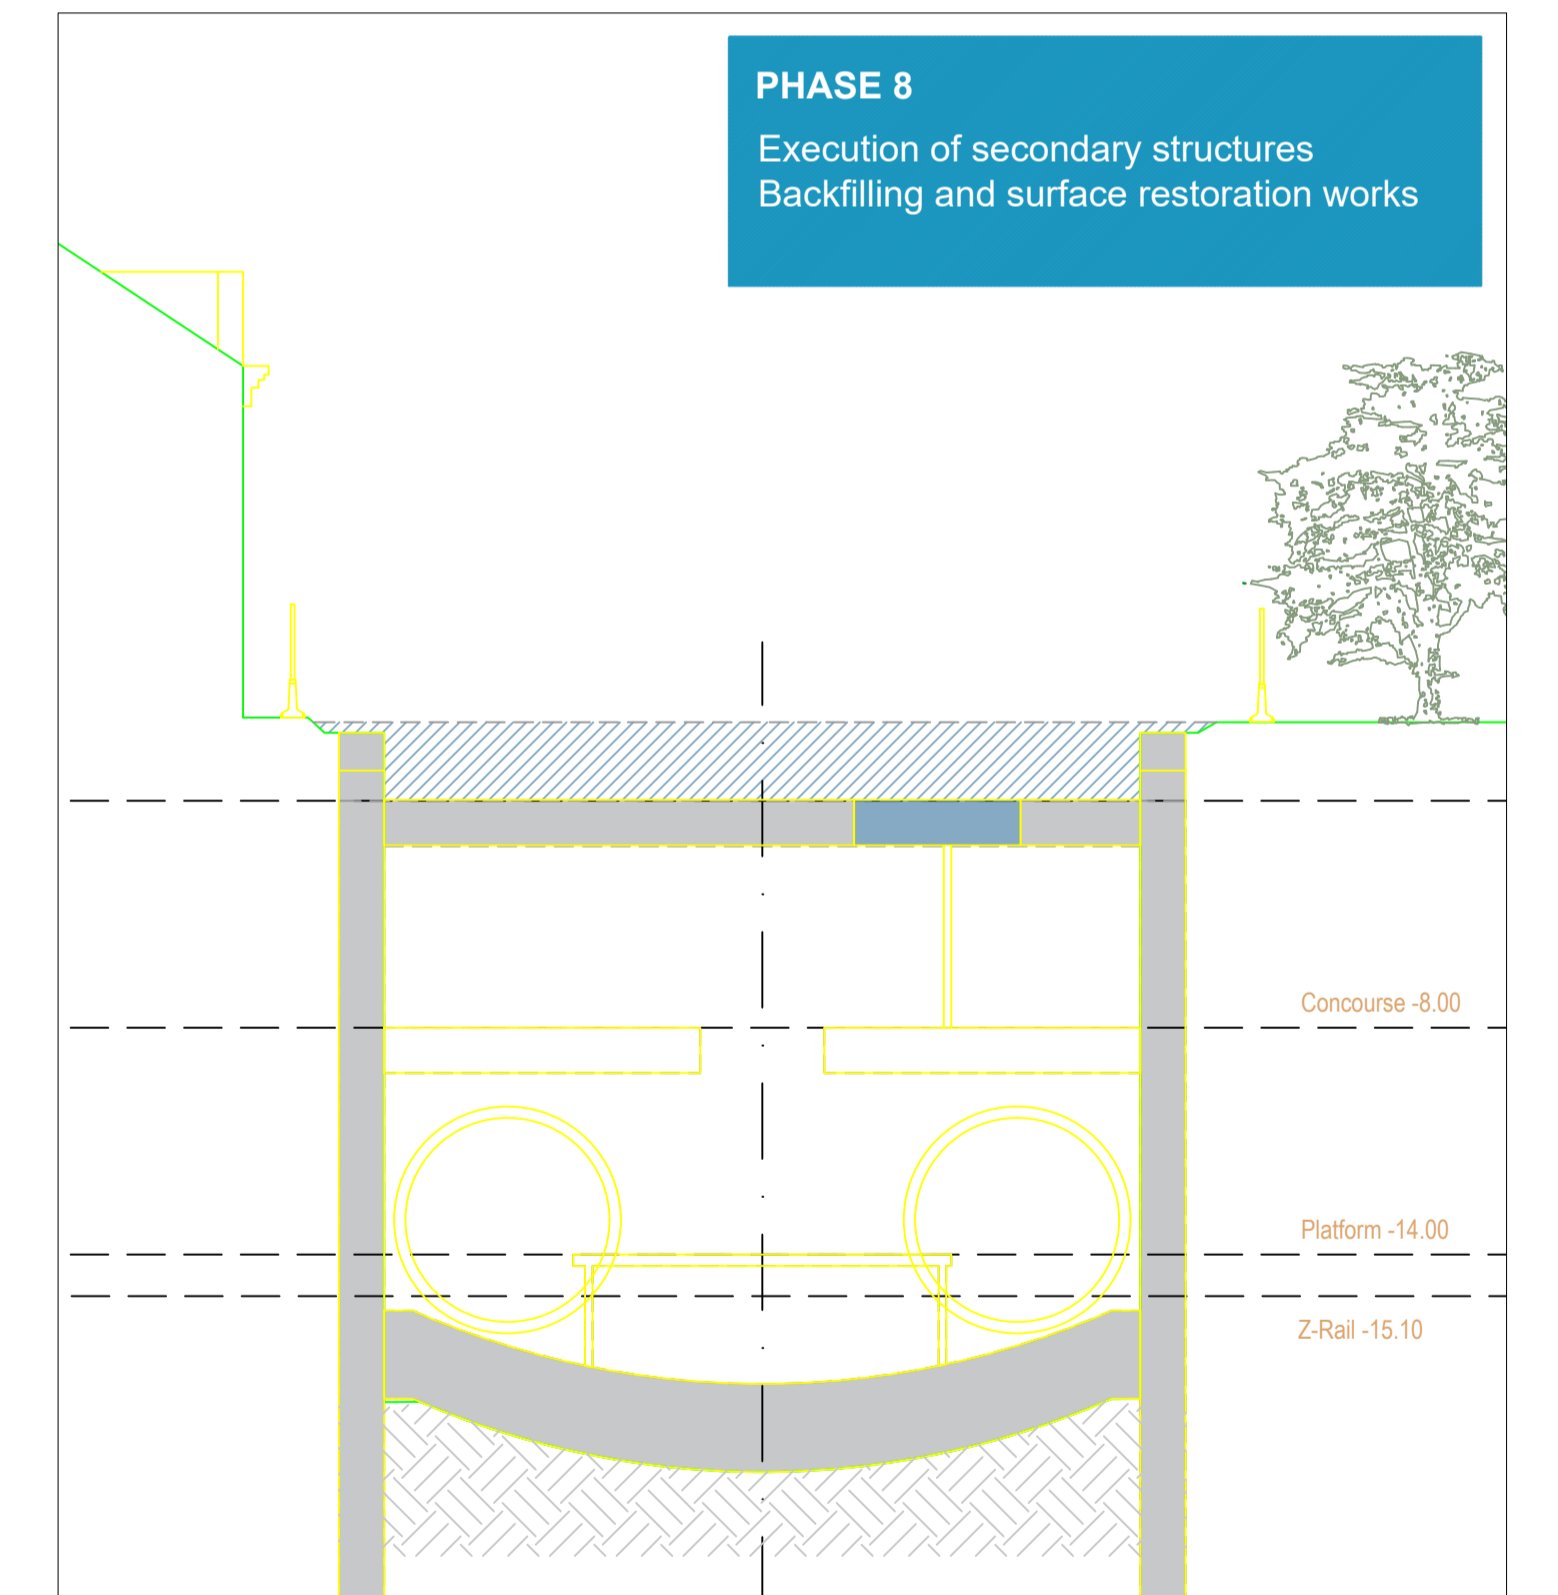 PHASE 8
Execution of secondary structures
Backfilling and surface restoration works
Concourse -8.00
Platform -14.00
Z-Rail -15.10